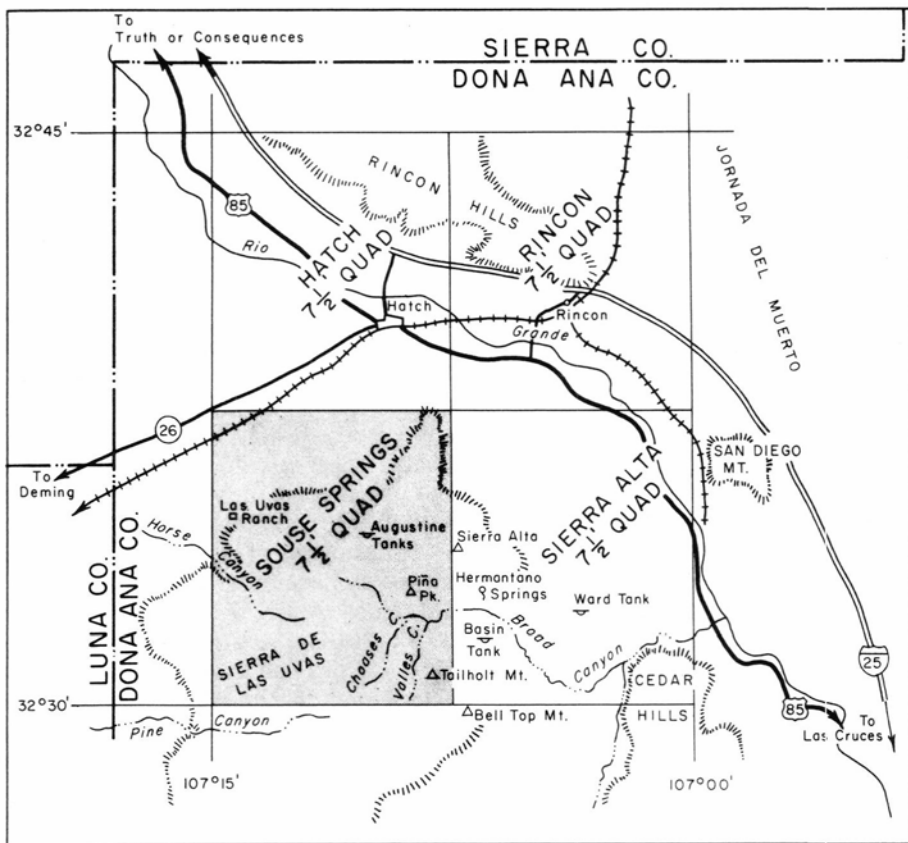 To
Truth or Consequences
SIERRA CO.
DONA ANA CO.
32°45'
RINCON
HILLS
JORNADA DEL MUERTO
85
Rio
HATCH
7 1/2 QUAD
RINCON
7 1/2 QUAD
Hatch
Rincon
Grande
26
To
Deming
SAN DIEGO
MT.
SOUSE SPRINGS
7 1/2 QUAD
SIERRA ALTA
7 1/2 QUAD
Las Uvas
Ranch
Augustine
Tanks
Horse
Canyon
Sierra Alta
Piña
Pk.
Hermantano
Springs
Ward Tank
LUNA CO.
DONA ANA CO.
SIERRA DE
LAS UVAS
Choases
C.
Valles
C.
Basin
Tank
Broad
Canyon
Tailholt Mt.
CEDAR
HILLS
25
32°30'
Pine Canyon
Bell Top Mt.
85
To
Las Cruces
107°15'
107°00'